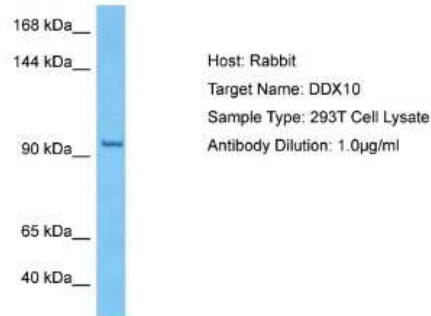 168 kDa__
144 kDa__
90 kDa__
65 kDa__
40 kDa__
Host: Rabbit
Target Name: DDX10
Sample Type: 293T Cell Lysate
Antibody Dilution: 1.0µg/ml